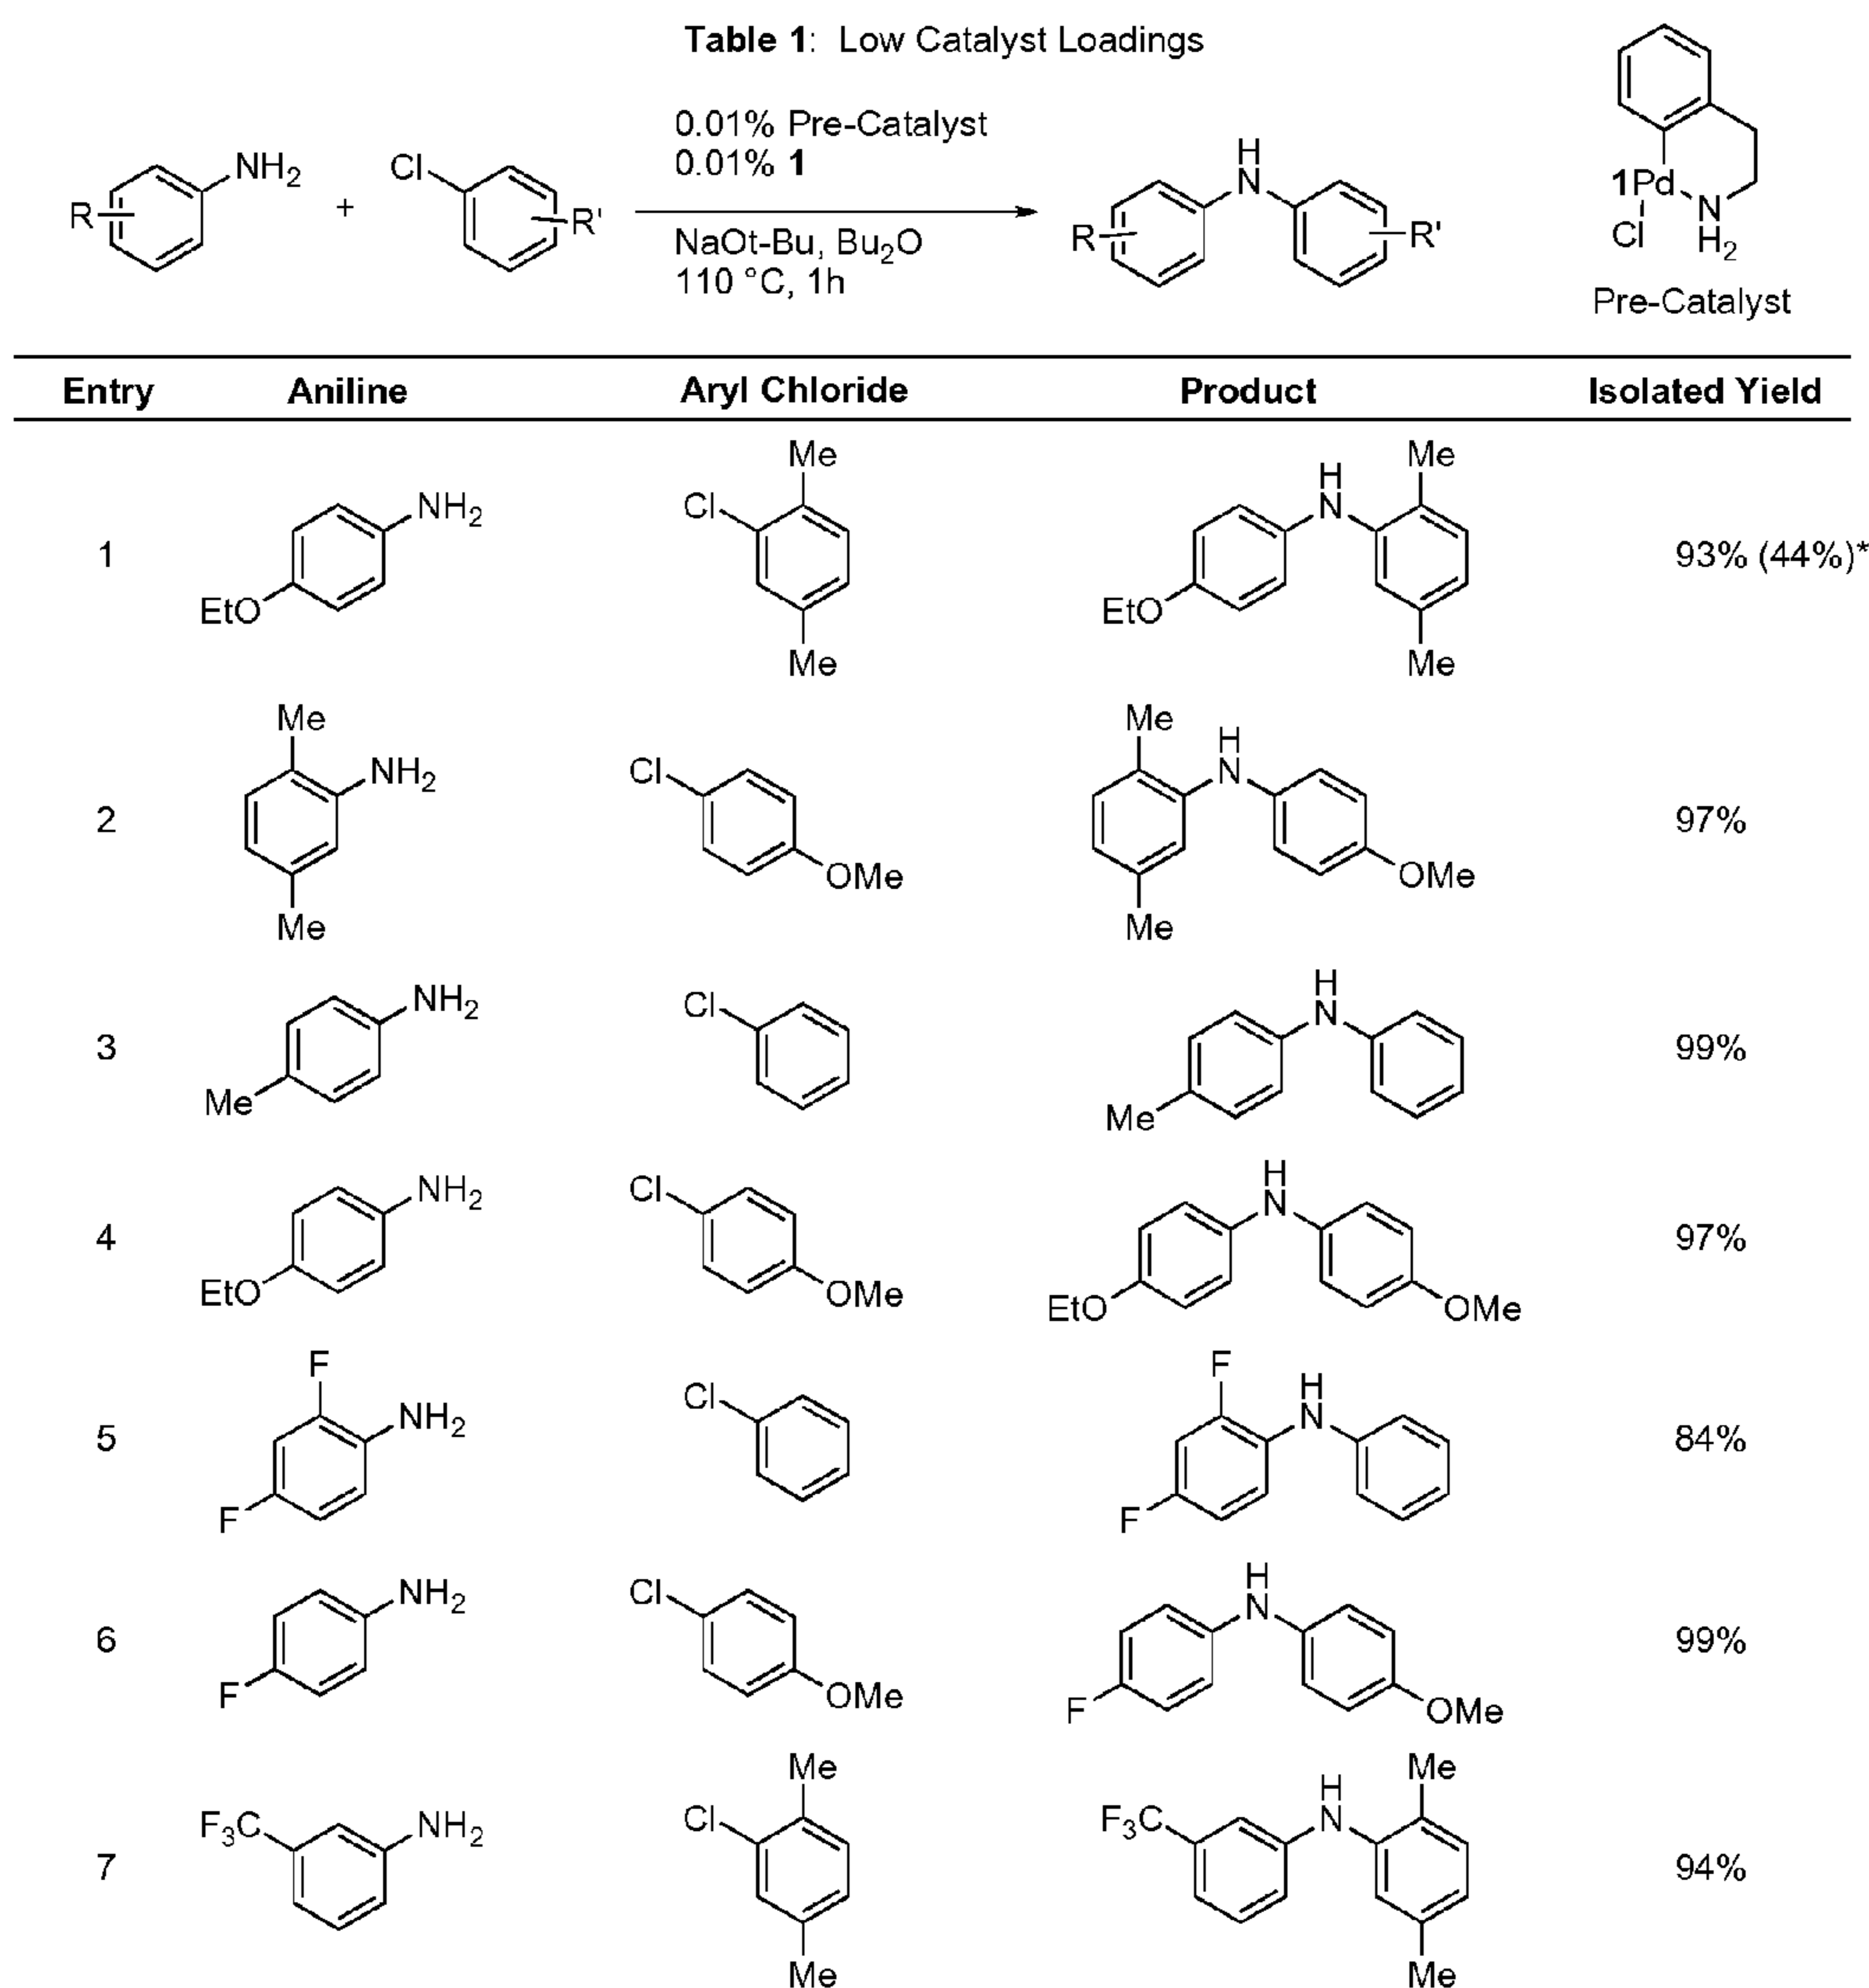 Table 1: Low Catalyst Loadings
0.01% Pre-Catalyst
0.01% 1
NH2
R
+
Cl
R'
NaOt-Bu, Bu2O
110 °C, 1h
H
N
R
R'
1Pd
Cl
N
H2
Pre-Catalyst
Entry Aniline Aryl Chloride Product Isolated Yield
1
NH2
EtO
Me
Cl
Me
H
N
Me
EtO
Me
93% (44%)*
2
Me
NH2
Me
Cl
OMe
Me
H
N
Me
OMe
97%
3
NH2
Me
Cl
H
N
Me
99%
4
NH2
EtO
Cl
OMe
H
N
EtO
OMe
97%
5
F
NH2
F
Cl
F
H
N
F
84%
6
NH2
F
Cl
OMe
H
N
F
OMe
99%
7
F3C
NH2
Me
Cl
Me
F3C
H
N
Me
Me
94%